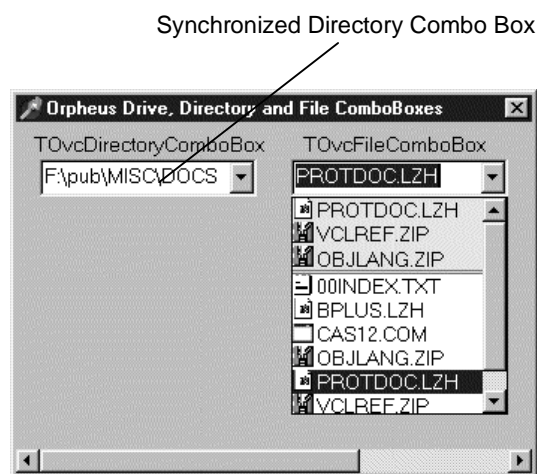 Synchronized Directory Combo Box
Orpheus Drive, Directory and File ComboBoxes
TOvcDirectoryComboBox TOvcFileComboBox
F:\pub\MISC\DOCS PROTDOC.LZH
PROTDOC.LZH
VCLREF.ZIP
OBJLANG.ZIP
00INDEX.TXT
BPLUS.LZH
CAS12.COM
OBJLANG.ZIP
PROTDOC.LZH
VCLREF.ZIP